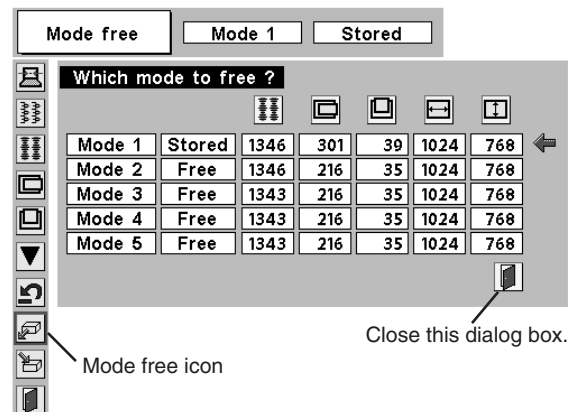 Mode free Mode 1 Stored
Which mode to free ?
Mode 1 Stored 1346 301 39 1024 768
Mode 2 Free 1346 216 35 1024 768
Mode 3 Free 1343 216 35 1024 768
Mode 4 Free 1343 216 35 1024 768
Mode 5 Free 1343 216 35 1024 768
Close this dialog box.
Mode free icon